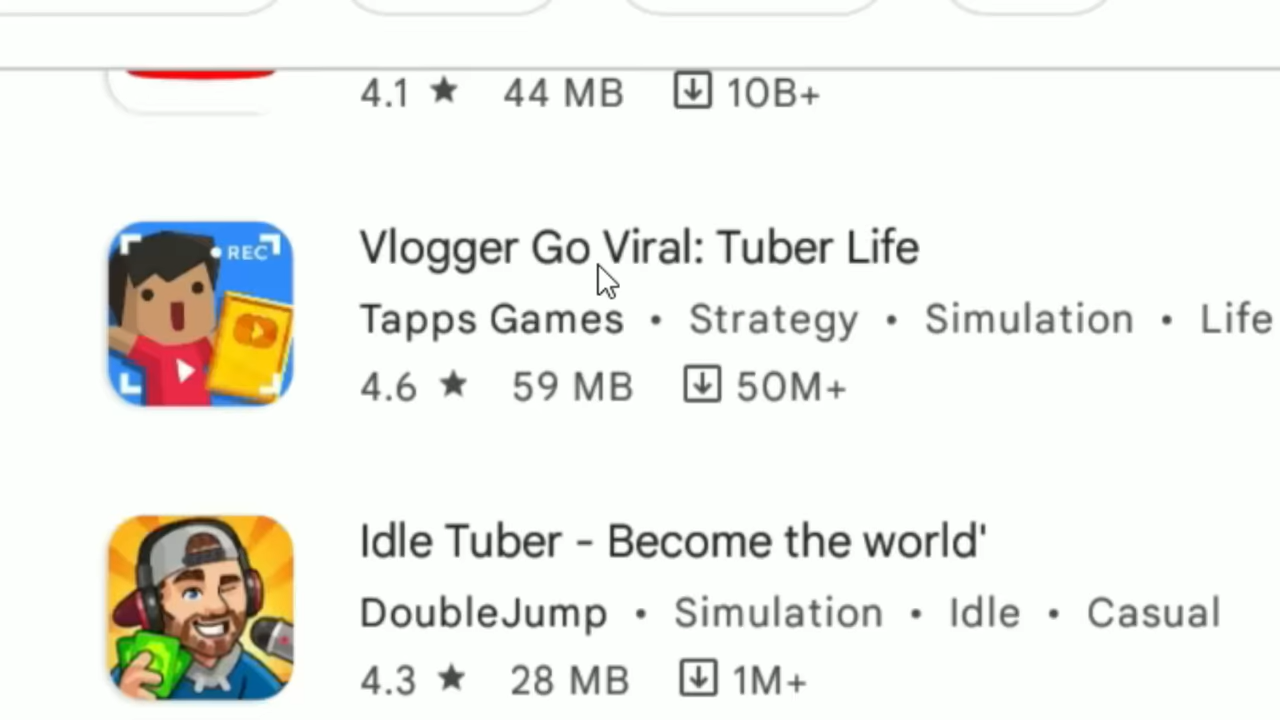 4.1 ★ 44 MB 10B+
REC
Vlogger Go Viral: Tuber Life
Tapps Games • Strategy • Simulation • Life
4.6 ★ 59 MB 50M+
Idle Tuber - Become the world'
DoubleJump • Simulation • Idle • Casual
4.3 ★ 28 MB 1M+